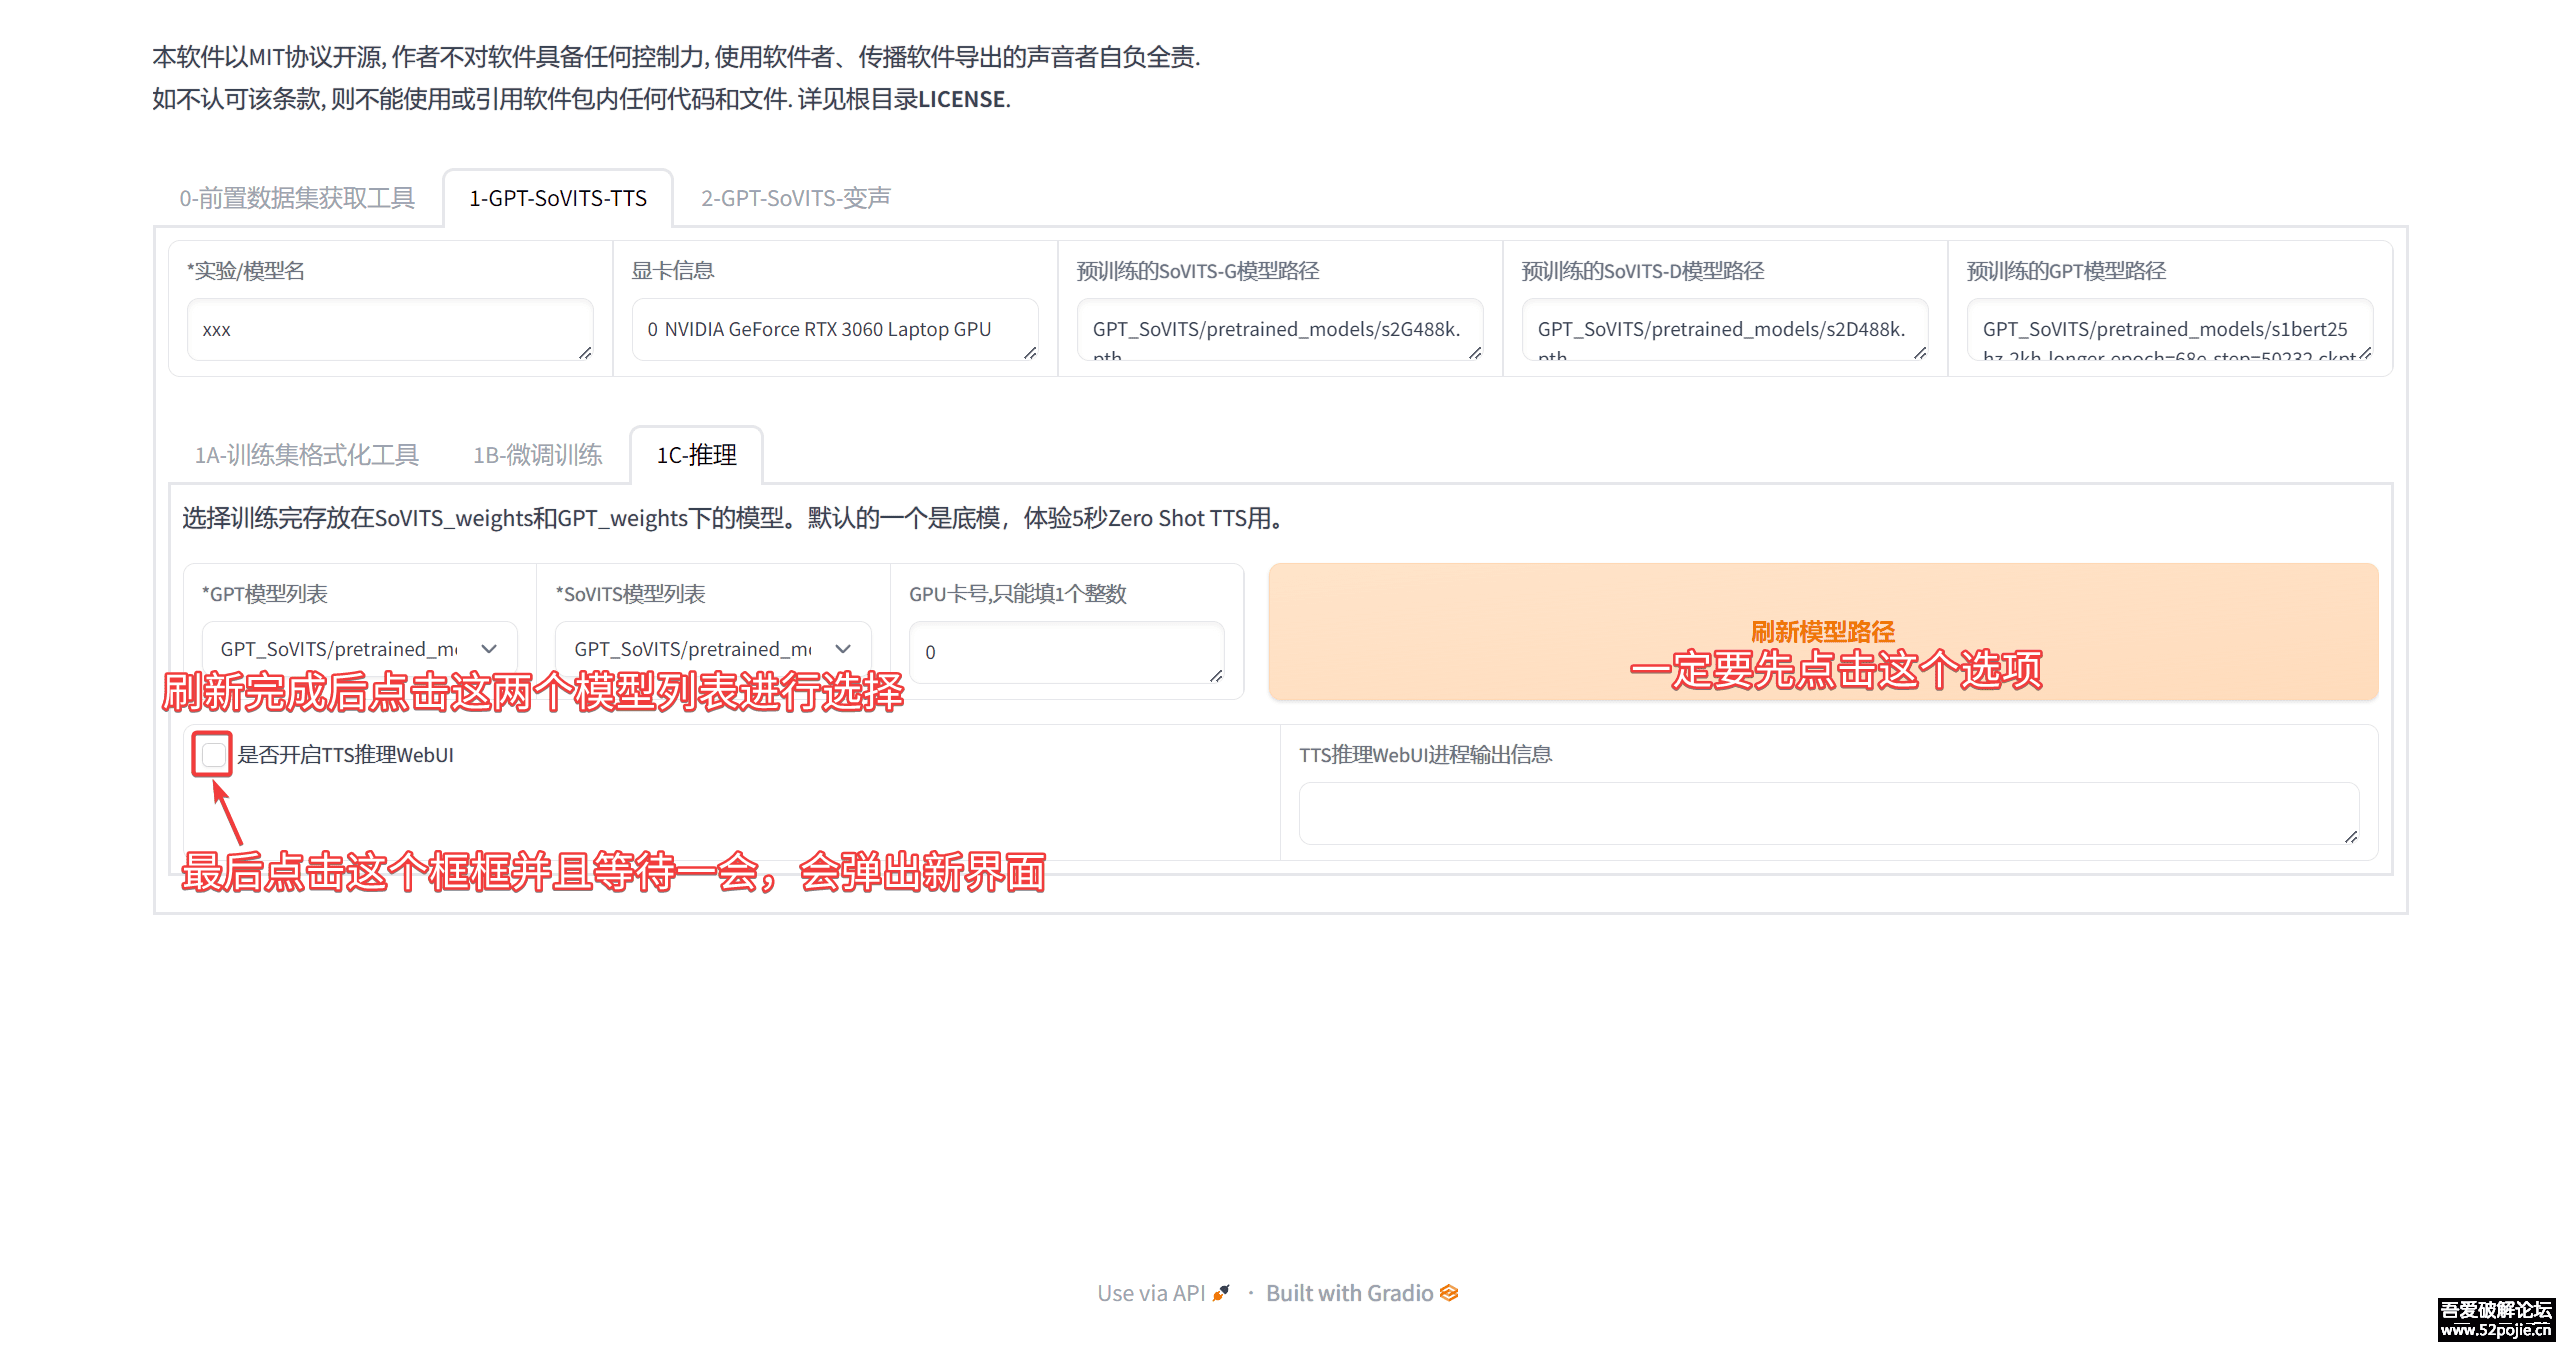 本软件以MIT协议开源, 作者不对软件具备任何控制力, 使用软件者、传播软件导出的声音者自负全责.
如不认可该条款, 则不能使用或引用软件包内任何代码和文件. 详见根目录LICENSE.
0-前置数据集获取工具
1-GPT-SoVITS-TTS
2-GPT-SoVITS-变声
*实验/模型名
显卡信息
预训练的SoVITS-G模型路径
预训练的SoVITS-D模型路径
预训练的GPT模型路径
xxx
0 NVIDIA GeForce RTX 3060 Laptop GPU
GPT_SoVITS/pretrained_models/s2G488k.
pth
GPT_SoVITS/pretrained_models/s2D488k.
pth
GPT_SoVITS/pretrained_models/s1bert25
hz-2kh-longer-epoch=68e-step=50232.ckpt
1A-训练集格式化工具
1B-微调训练
1C-推理
选择训练完存放在SoVITS_weights和GPT_weights下的模型。默认的一个是底模，体验5秒Zero Shot TTS用。
*GPT模型列表
*SoVITS模型列表
GPU卡号,只能填1个整数
GPT_SoVITS/pretrained_m
GPT_SoVITS/pretrained_m
0
刷新模型路径
一定要先点击这个选项
刷新完成后点击这两个模型列表进行选择
是否开启TTS推理WebUI
TTS推理WebUI进程输出信息
最后点击这个框框并且等待一会，会弹出新界面
Use via API · Built with Gradio
吾爱破解论坛
www.52pojie.cn